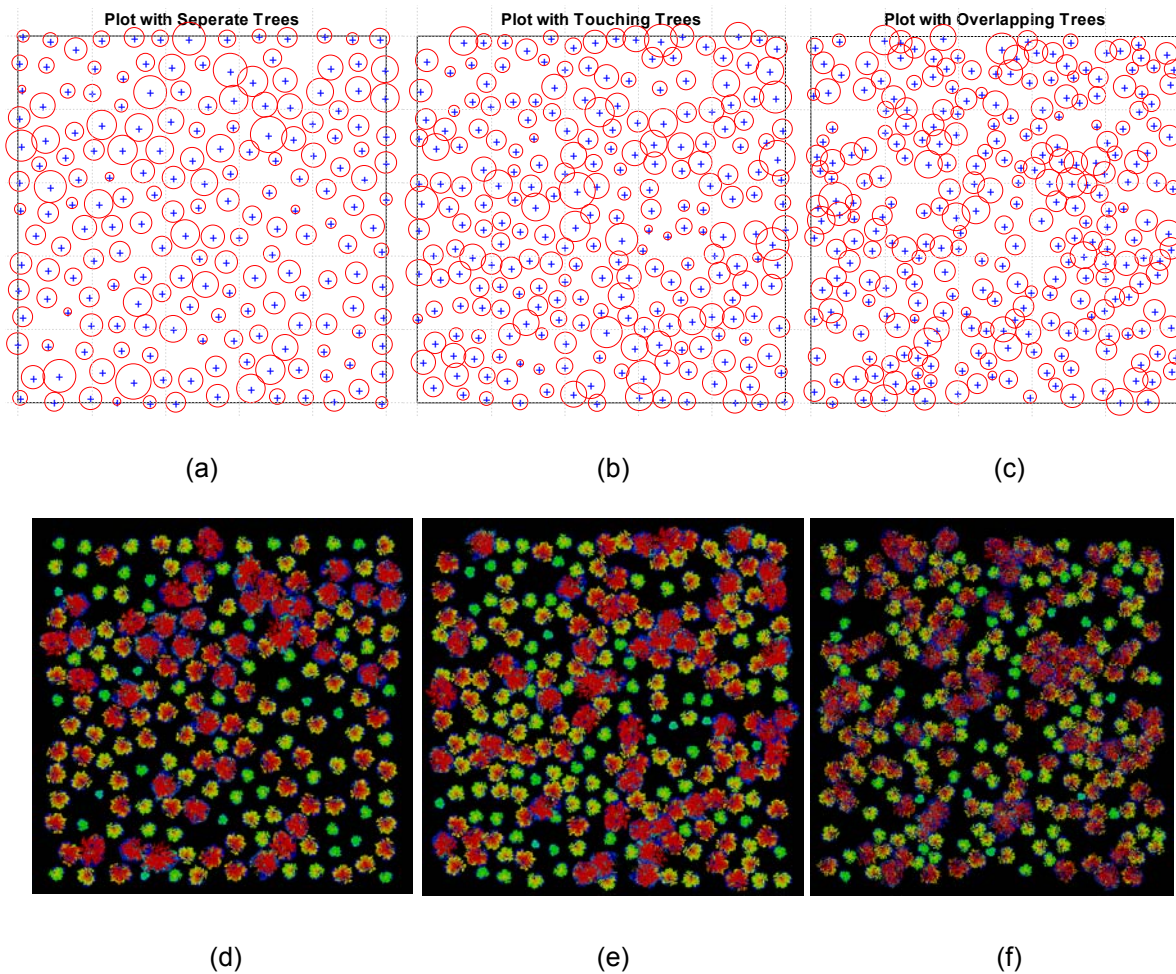 Plot with Seperate Trees
Plot with Touching Trees
Plot with Overlapping Trees
(a)
(b)
(c)
(d)
(e)
(f)